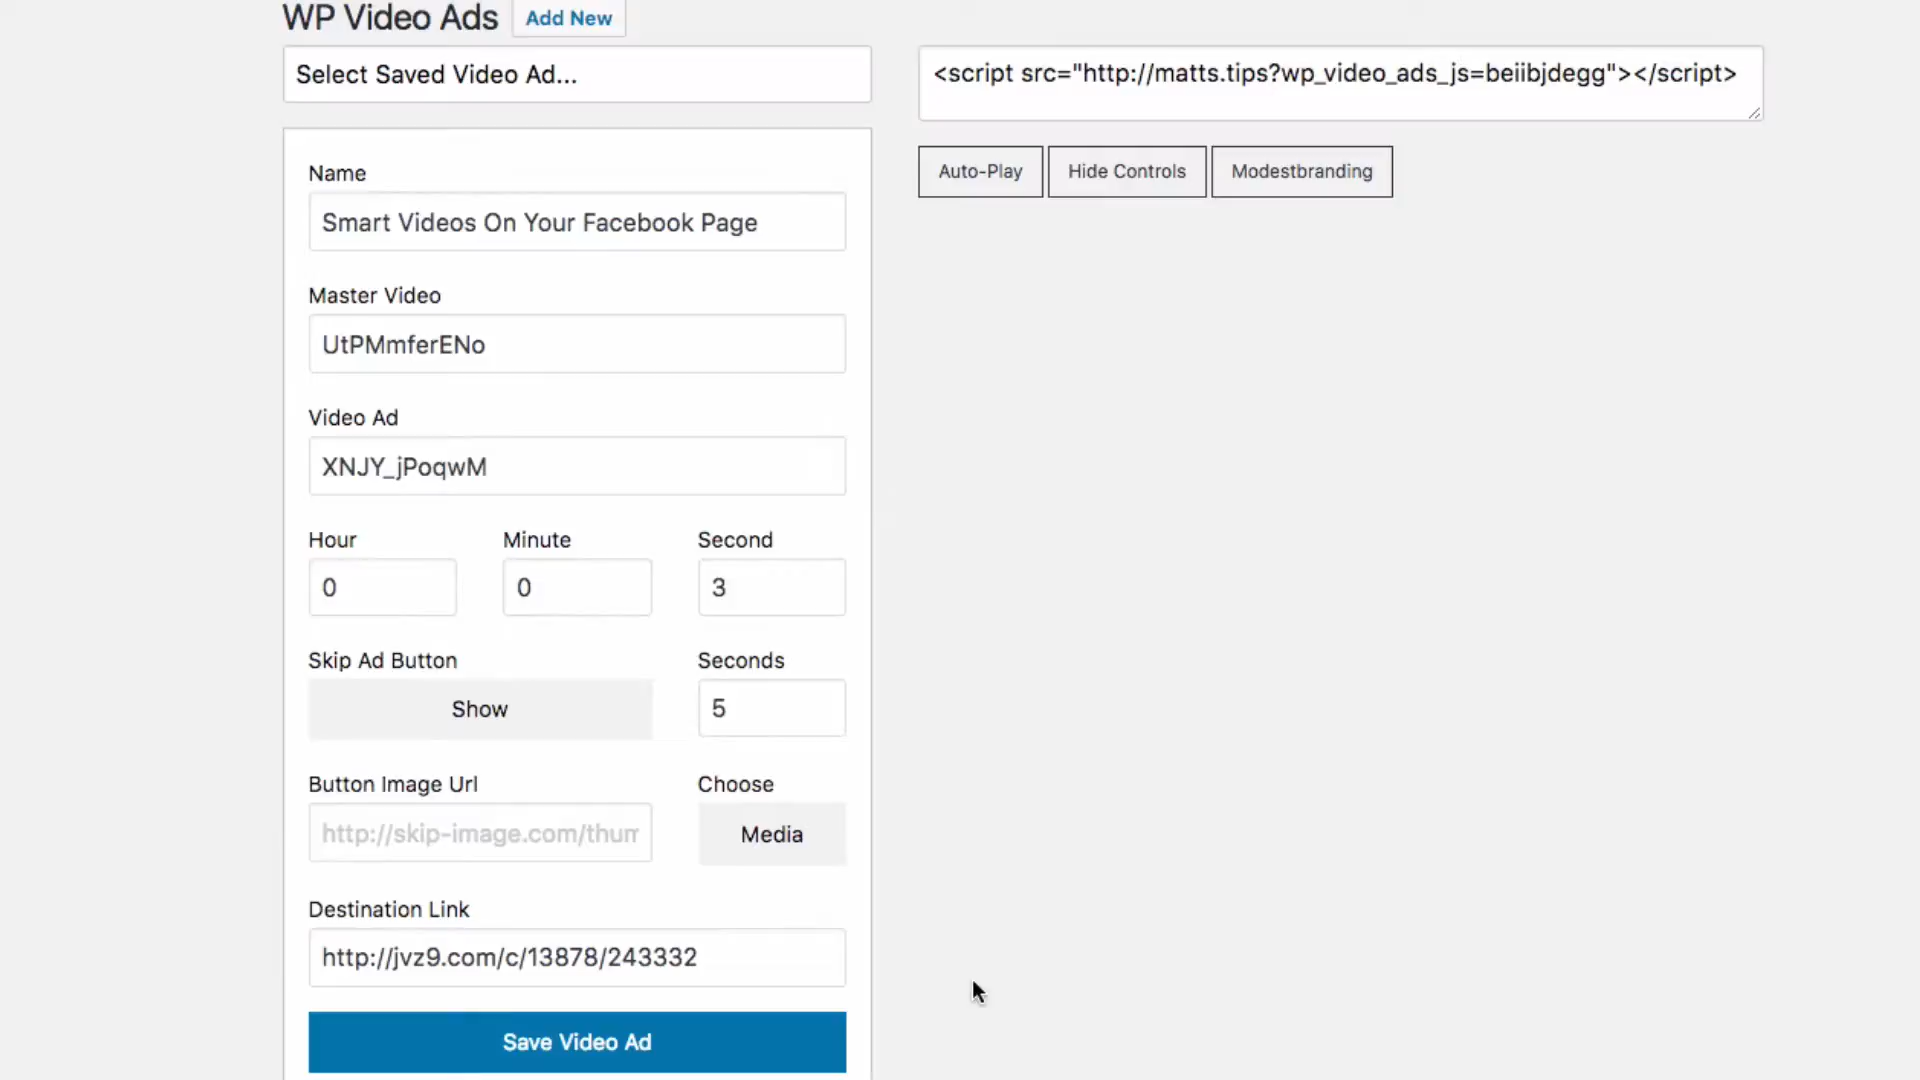 WP Video Ads
Add New
Select Saved Video Ad...
Name
Smart Videos On Your Facebook Page
Master Video
UtPMmferENo
Video Ad
XNJY_jPoqwM
Hour Minute Second
0 0 3
Skip Ad Button Seconds
Show 5
Button Image Url Choose
http://skip-image.com/thum Media
Destination Link
http://jvz9.com/c/13878/243332
Save Video Ad
<script src="http://matts.tips?wp_video_ads_js=beiibjdegg"></script>
Auto-Play Hide Controls Modestbranding